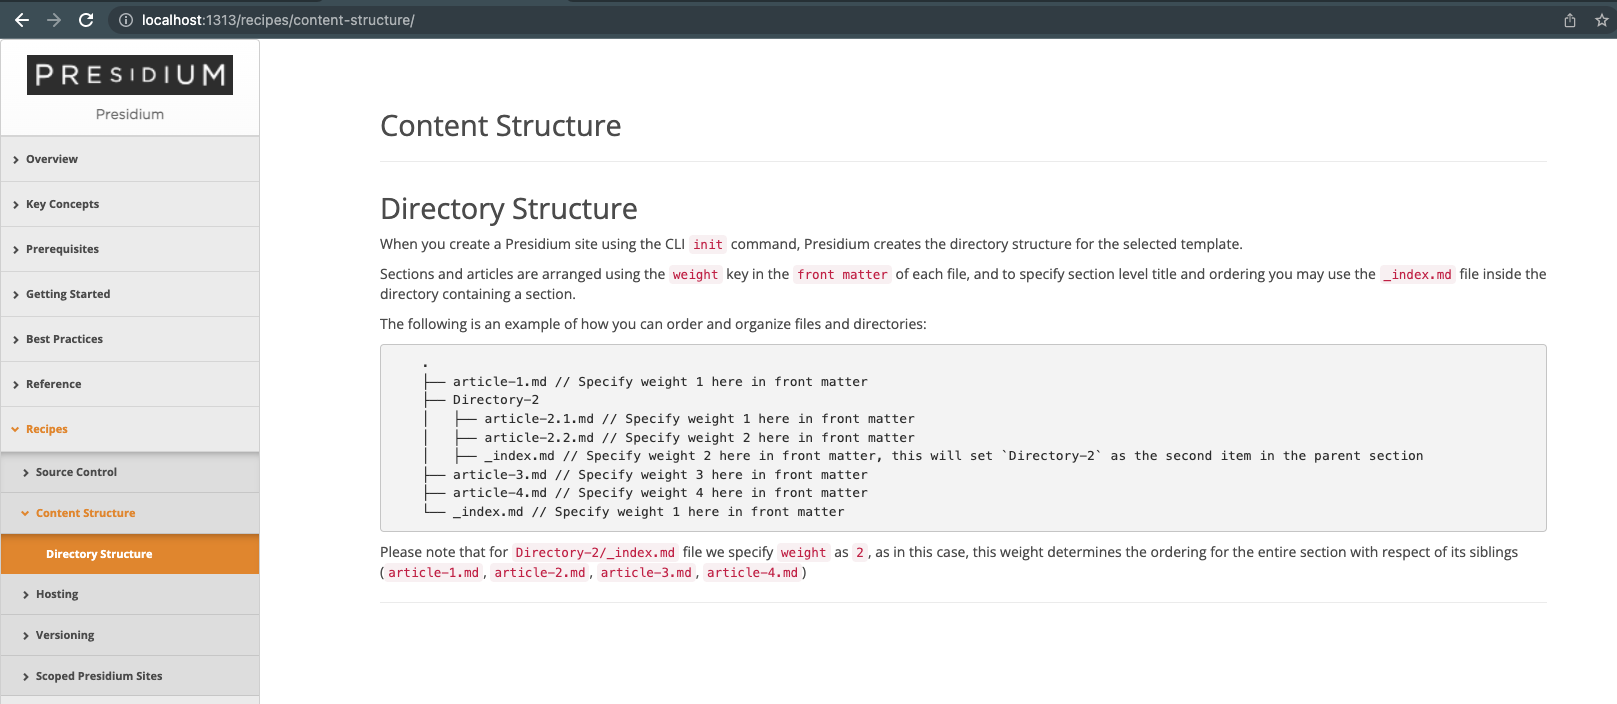 localhost:1313/recipes/content-structure/
PRESIDIUM
Presidium
Overview
Key Concepts
Prerequisites
Getting Started
Best Practices
Reference
Recipes
Source Control
Content Structure
Directory Structure
Hosting
Versioning
Scoped Presidium Sites
Content Structure
Directory Structure
When you create a Presidium site using the CLI init command, Presidium creates the directory structure for the selected template.
Sections and articles are arranged using the weight key in the front matter of each file, and to specify section level title and ordering you may use the _index.md file inside the
directory containing a section.
The following is an example of how you can order and organize files and directories:
.
├── article-1.md // Specify weight 1 here in front matter
├── Directory-2
│   ├── article-2.1.md // Specify weight 1 here in front matter
│   ├── article-2.2.md // Specify weight 2 here in front matter
│   ├── _index.md // Specify weight 2 here in front matter, this will set `Directory-2` as the second item in the parent section
├── article-3.md // Specify weight 3 here in front matter
├── article-4.md // Specify weight 4 here in front matter
└── _index.md // Specify weight 1 here in front matter
Please note that for Directory-2/_index.md file we specify weight as 2, as in this case, this weight determines the ordering for the entire section with respect of its siblings
(article-1.md, article-2.md, article-3.md, article-4.md)